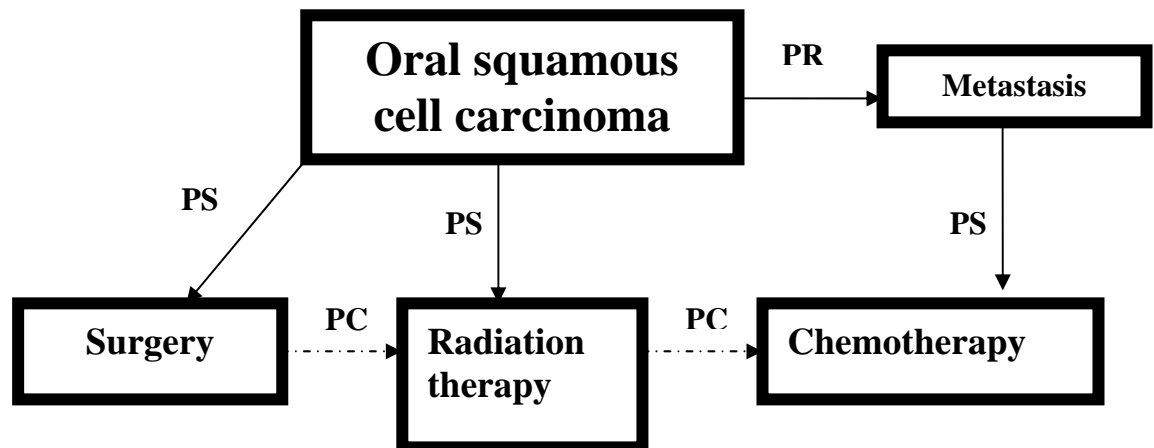 Oral squamous
cell carcinoma
PR
Metastasis
PS
PS
PS
Surgery
PC
Radiation
therapy
PC
Chemotherapy